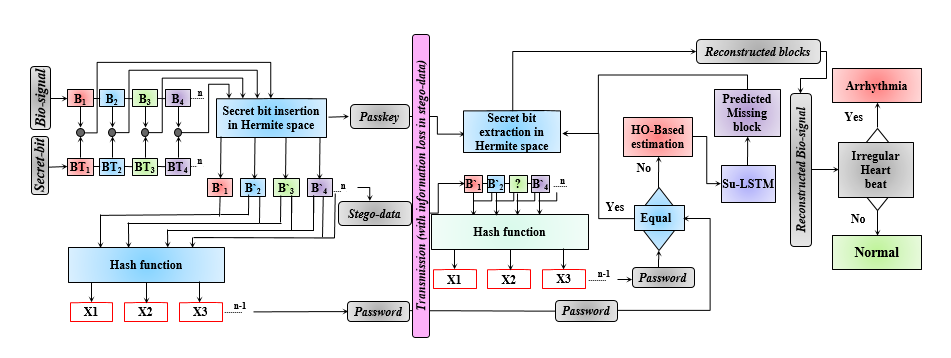 Bio-signal
Secret-bit
B1 B2 B3 B4 n
BT1 BT2 BT3 BT4 n
Secret bit insertion
in Hermite space
Passkey
B`1 B`2 B`3 B`4 n
Stego-data
Hash function
X1 X2 X3 n-1
Password
Transmission (with information loss in stego-data)
Secret bit
extraction in
Hermite space
B`1 B`2 ? B`4 n
Hash function
X1 X2 X3 n-1
Password
Password
Equal
Yes
No
HO-Based
estimation
Su-LSTM
Predicted
Missing
block
Reconstructed blocks
Reconstructed Bio-signal
Irregular
Heart
beat
Yes
Arrhythmia
No
Normal